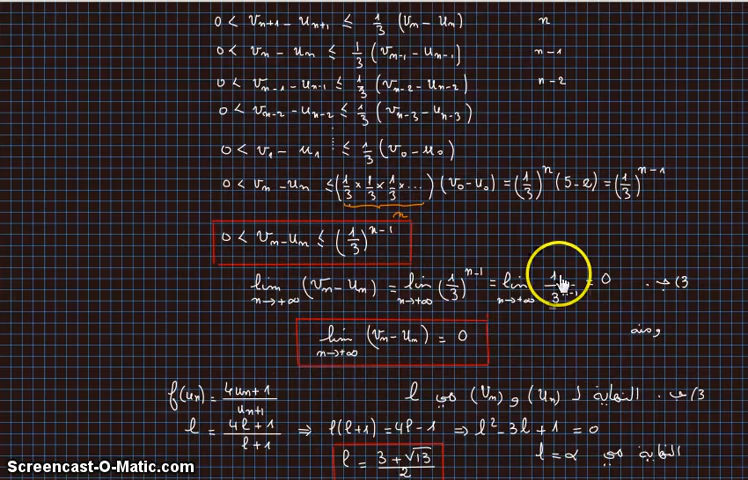 0 < v_{n+1} - u_{n+1} ≤ 1/3 (v_n - u_n) n
0 < v_n - u_n ≤ 1/3 (v_{n-1} - u_{n-1}) n-1
0 < v_{n-1} - u_{n-1} ≤ 1/3 (v_{n-2} - u_{n-2}) n-2
0 < v_{n-2} - u_{n-2} ≤ 1/3 (v_{n-3} - u_{n-3})
0 < v_1 - u_1 ≤ 1/3 (v_0 - u_0)
0 < v_n - u_n ≤ (1/3 × 1/3 × 1/3 × ...) (v_0 - u_0) = (1/3)^n (5-2) = (1/3)^{n-1}
n
0 < v_n - u_n ≤ (1/3)^{n-1}
lim_{n→+∞} (v_n - u_n) = lim_{n→+∞} (1/3)^{n-1} = lim_{n→+∞} 1/3^{n-1} = 0 3/ب.
ومنه
lim_{n→+∞} (v_n - u_n) = 0
3/ج. النهاية لـ (u_n) و (v_n) هي l
f(u_n) = (4u_n+1)/(u_n+1)
l = (4l+1)/(l+1) ⇒ l(l+1) = 4l-1 ⇒ l² - 3l + 1 = 0
النهاية هي l = α
l = (3+√13)/2
Screencast-O-Matic.com